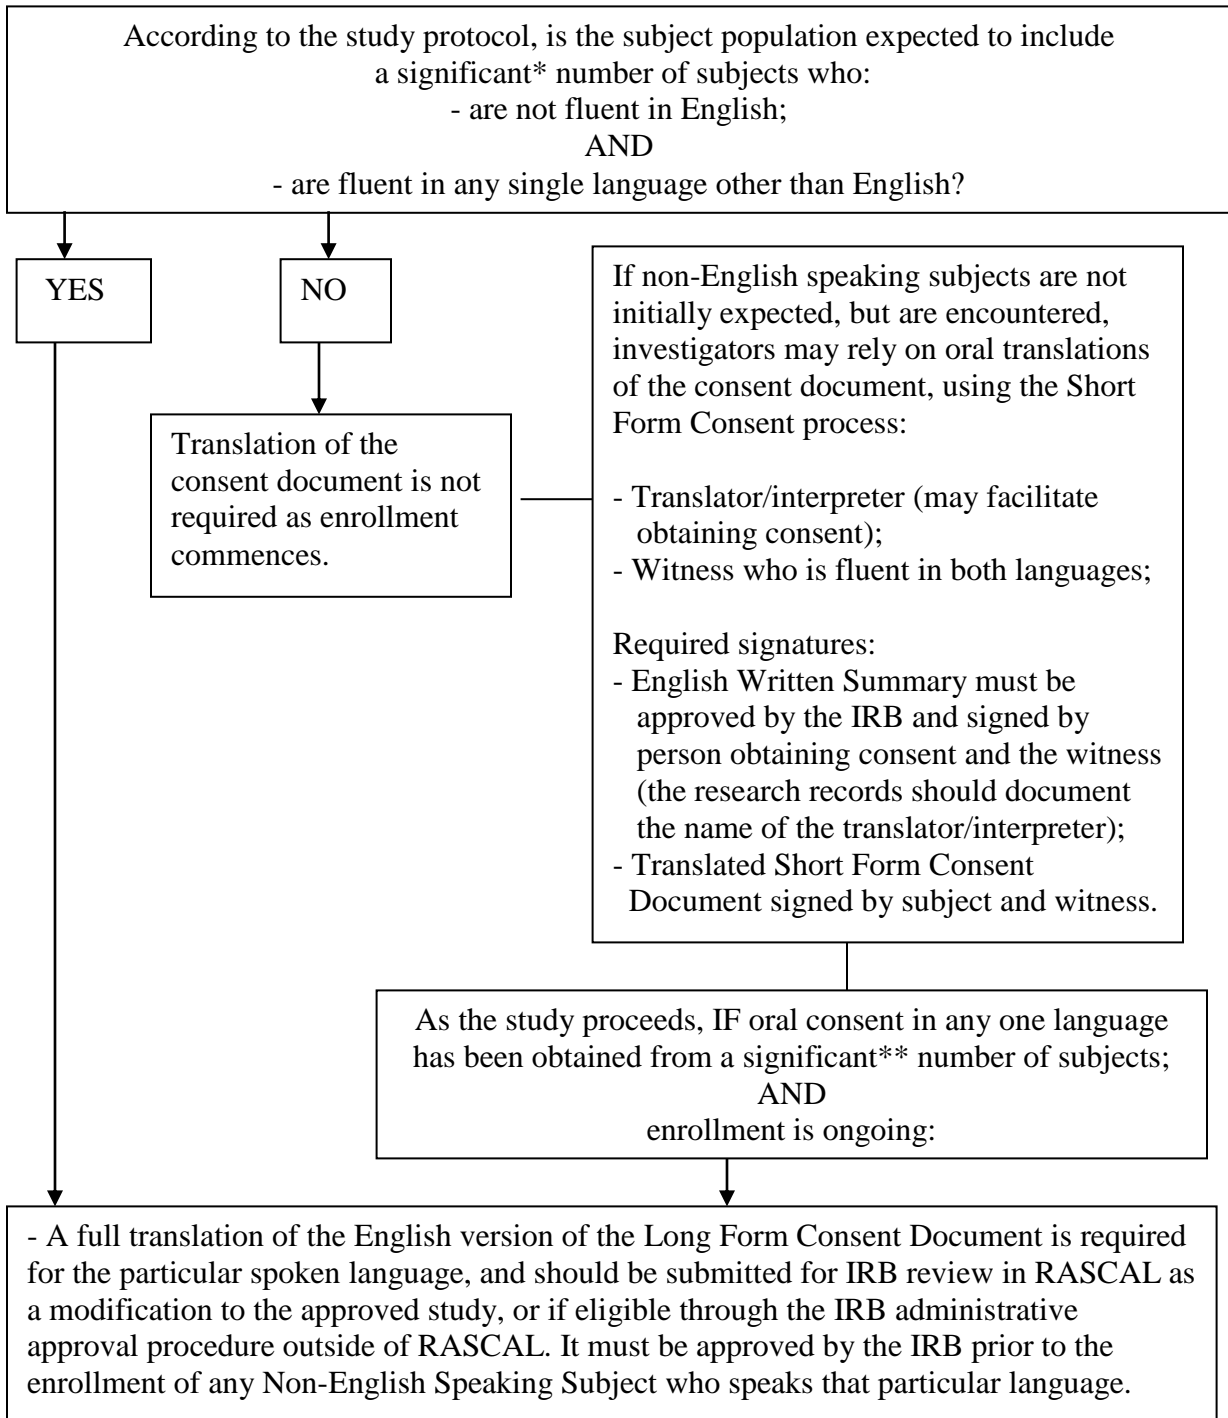 According to the study protocol, is the subject population expected to include
a significant* number of subjects who:
- are not fluent in English;
AND
- are fluent in any single language other than English?
YES
NO
Translation of the
consent document is not
required as enrollment
commences.
If non-English speaking subjects are not
initially expected, but are encountered,
investigators may rely on oral translations
of the consent document, using the Short
Form Consent process:
- Translator/interpreter (may facilitate
obtaining consent);
- Witness who is fluent in both languages;
Required signatures:
- English Written Summary must be
approved by the IRB and signed by
person obtaining consent and the witness
(the research records should document
the name of the translator/interpreter);
- Translated Short Form Consent
Document signed by subject and witness.
As the study proceeds, IF oral consent in any one language
has been obtained from a significant** number of subjects;
AND
enrollment is ongoing:
- A full translation of the English version of the Long Form Consent Document is required
for the particular spoken language, and should be submitted for IRB review in RASCAL as
a modification to the approved study, or if eligible through the IRB administrative
approval procedure outside of RASCAL. It must be approved by the IRB prior to the
enrollment of any Non-English Speaking Subject who speaks that particular language.